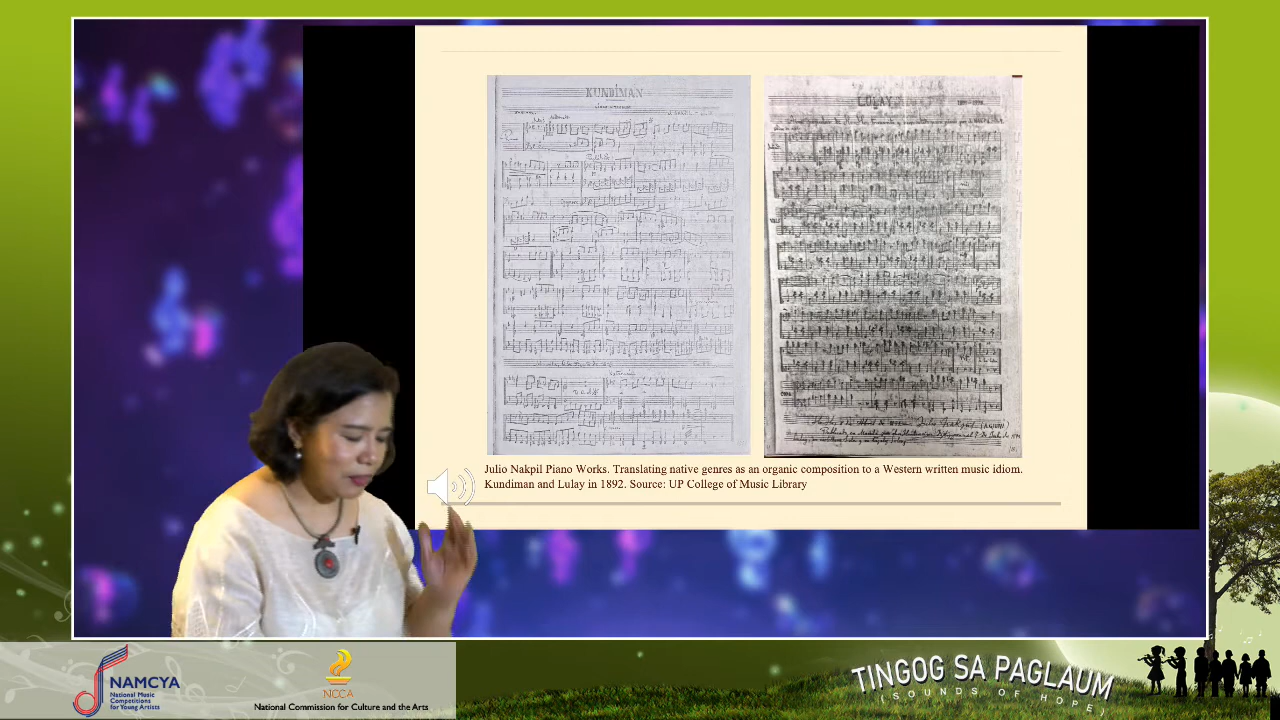 KUNDIMAN
LULAY
Julio Nakpil Piano Works. Translating native genres as an organic composition to a Western written music idiom.
Kundiman and Lulay in 1892. Source: UP College of Music Library
NAMCYA
National Music
Competitions
for Young Artists
NCCA
National Commission for Culture and the Arts
TINGOG SA PAGLAUM
(SOUNDS OF HOPE)